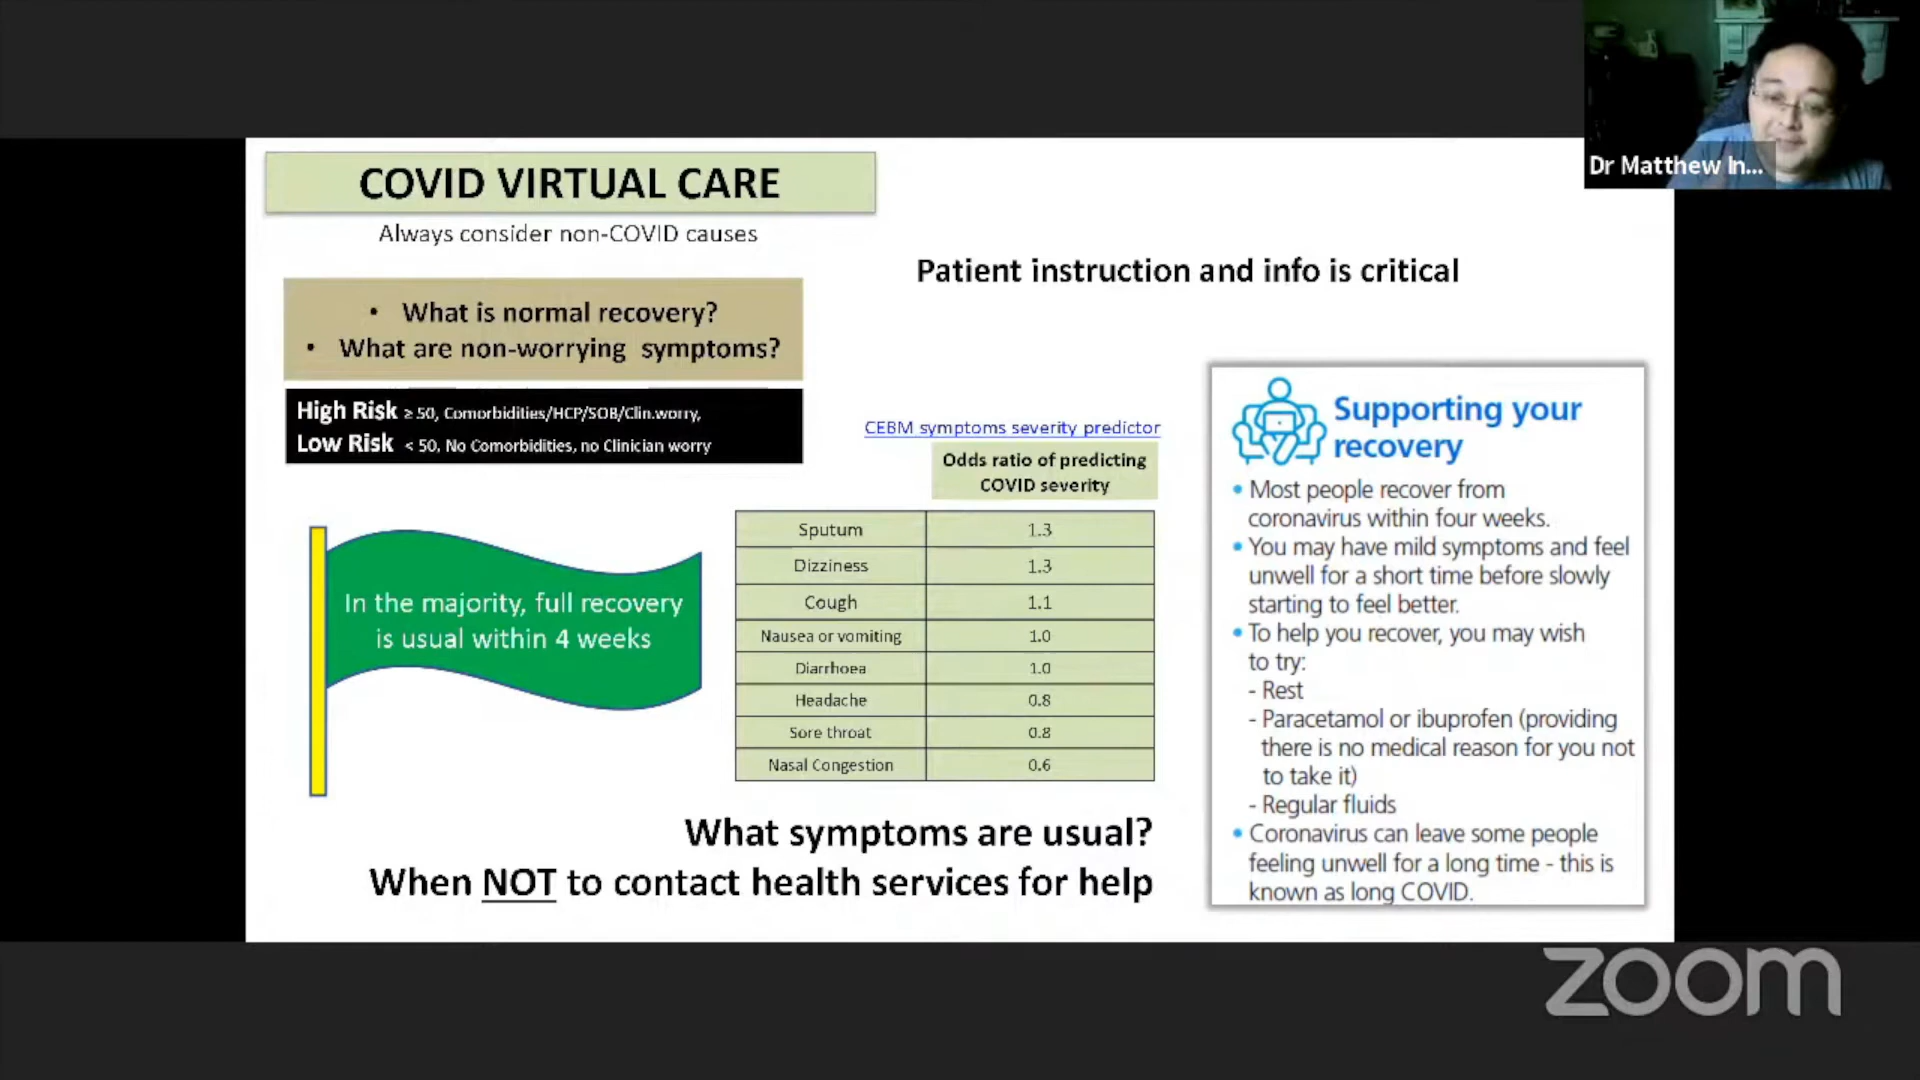 COVID VIRTUAL CARE
Always consider non-COVID causes
• What is normal recovery?
• What are non-worrying symptoms?
High Risk ≥ 50, Comorbidities/HCP/SOB/Clin.worry,
Low Risk < 50, No Comorbidities, no Clinician worry
In the majority, full recovery
is usual within 4 weeks
Patient instruction and info is critical
CEBM symptoms severity predictor
Odds ratio of predicting
COVID severity
Sputum 1.3
Dizziness 1.3
Cough 1.1
Nausea or vomiting 1.0
Diarrhoea 1.0
Headache 0.8
Sore throat 0.8
Nasal Congestion 0.6
What symptoms are usual?
When NOT to contact health services for help
Supporting your
recovery
• Most people recover from
coronavirus within four weeks.
• You may have mild symptoms and feel
unwell for a short time before slowly
starting to feel better.
• To help you recover, you may wish
to try:
- Rest
- Paracetamol or ibuprofen (providing
there is no medical reason for you not
to take it)
- Regular fluids
• Coronavirus can leave some people
feeling unwell for a long time - this is
known as long COVID.
Dr Matthew In...
zoom